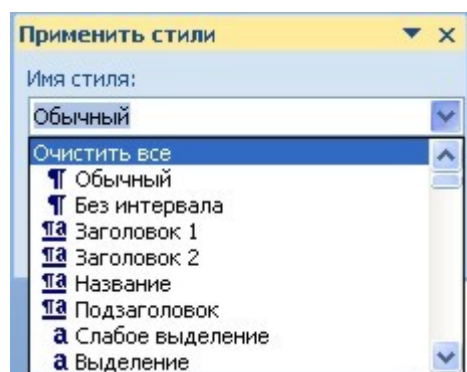 Применить стили
Имя стиля:
Обычный
Очистить все
¶ Обычный
¶ Без интервала
¶a Заголовок 1
¶a Заголовок 2
¶a Название
¶a Подзаголовок
a Слабое выделение
a Выделение